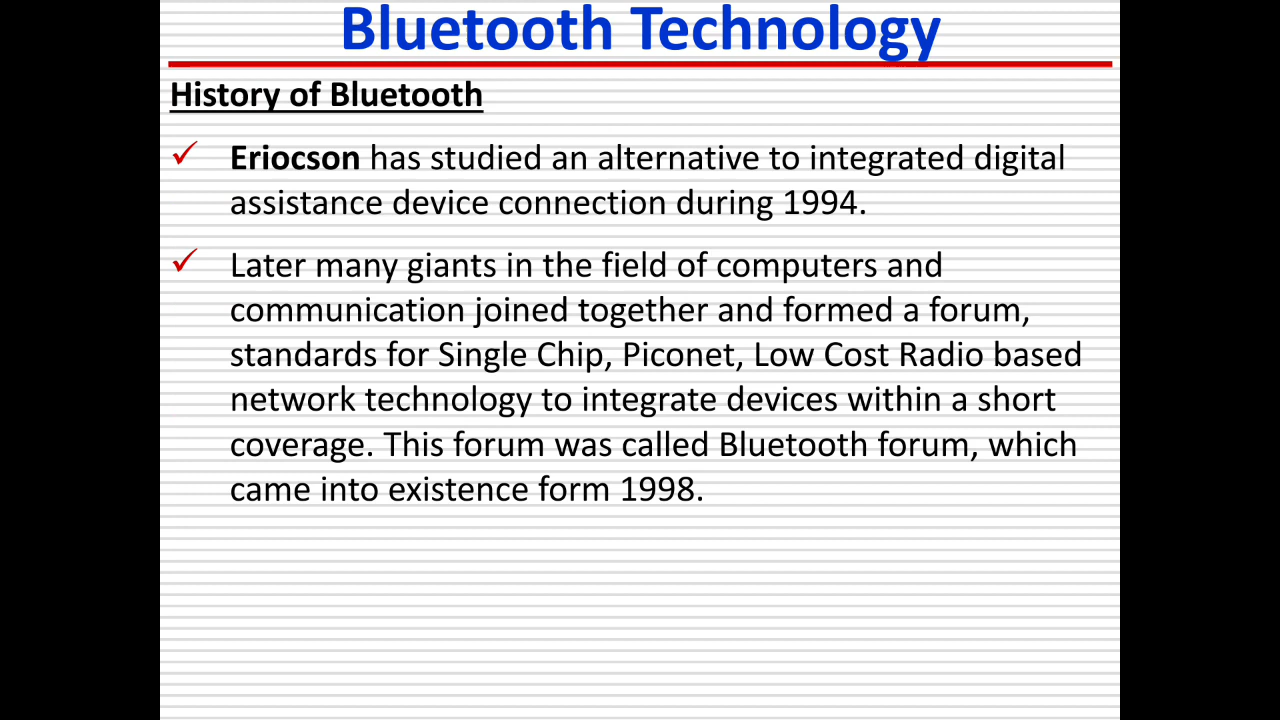 Bluetooth Technology
History of Bluetooth
✓ Eriocson has studied an alternative to integrated digital
assistance device connection during 1994.
✓ Later many giants in the field of computers and
communication joined together and formed a forum,
standards for Single Chip, Piconet, Low Cost Radio based
network technology to integrate devices within a short
coverage. This forum was called Bluetooth forum, which
came into existence form 1998.